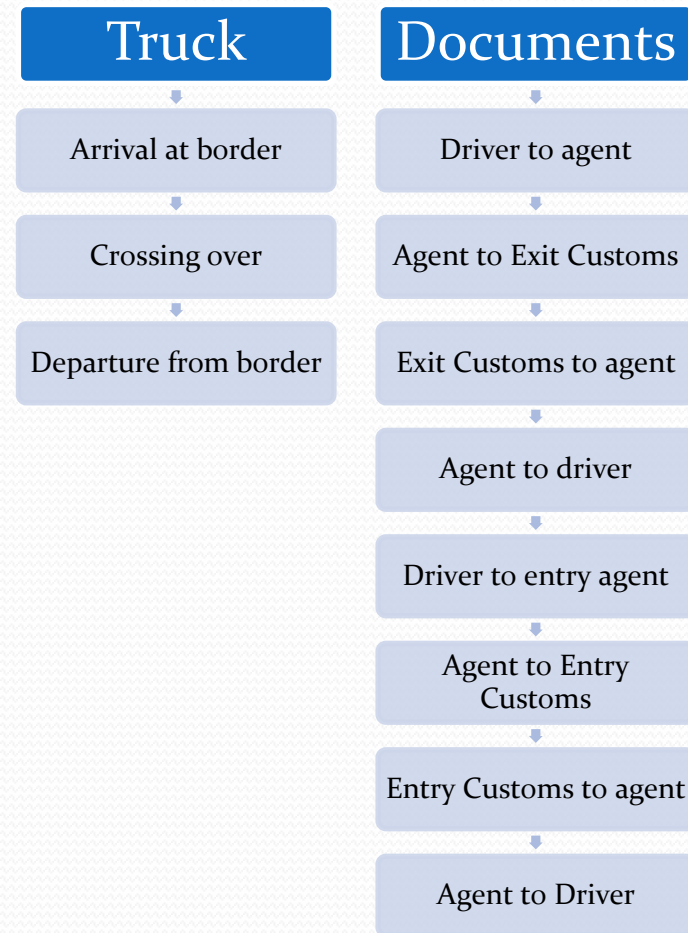 Truck
Arrival at border
Crossing over
Departure from border
Documents
Driver to agent
Agent to Exit Customs
Exit Customs to agent
Agent to driver
Driver to entry agent
Agent to Entry
Customs
Entry Customs to agent
Agent to Driver